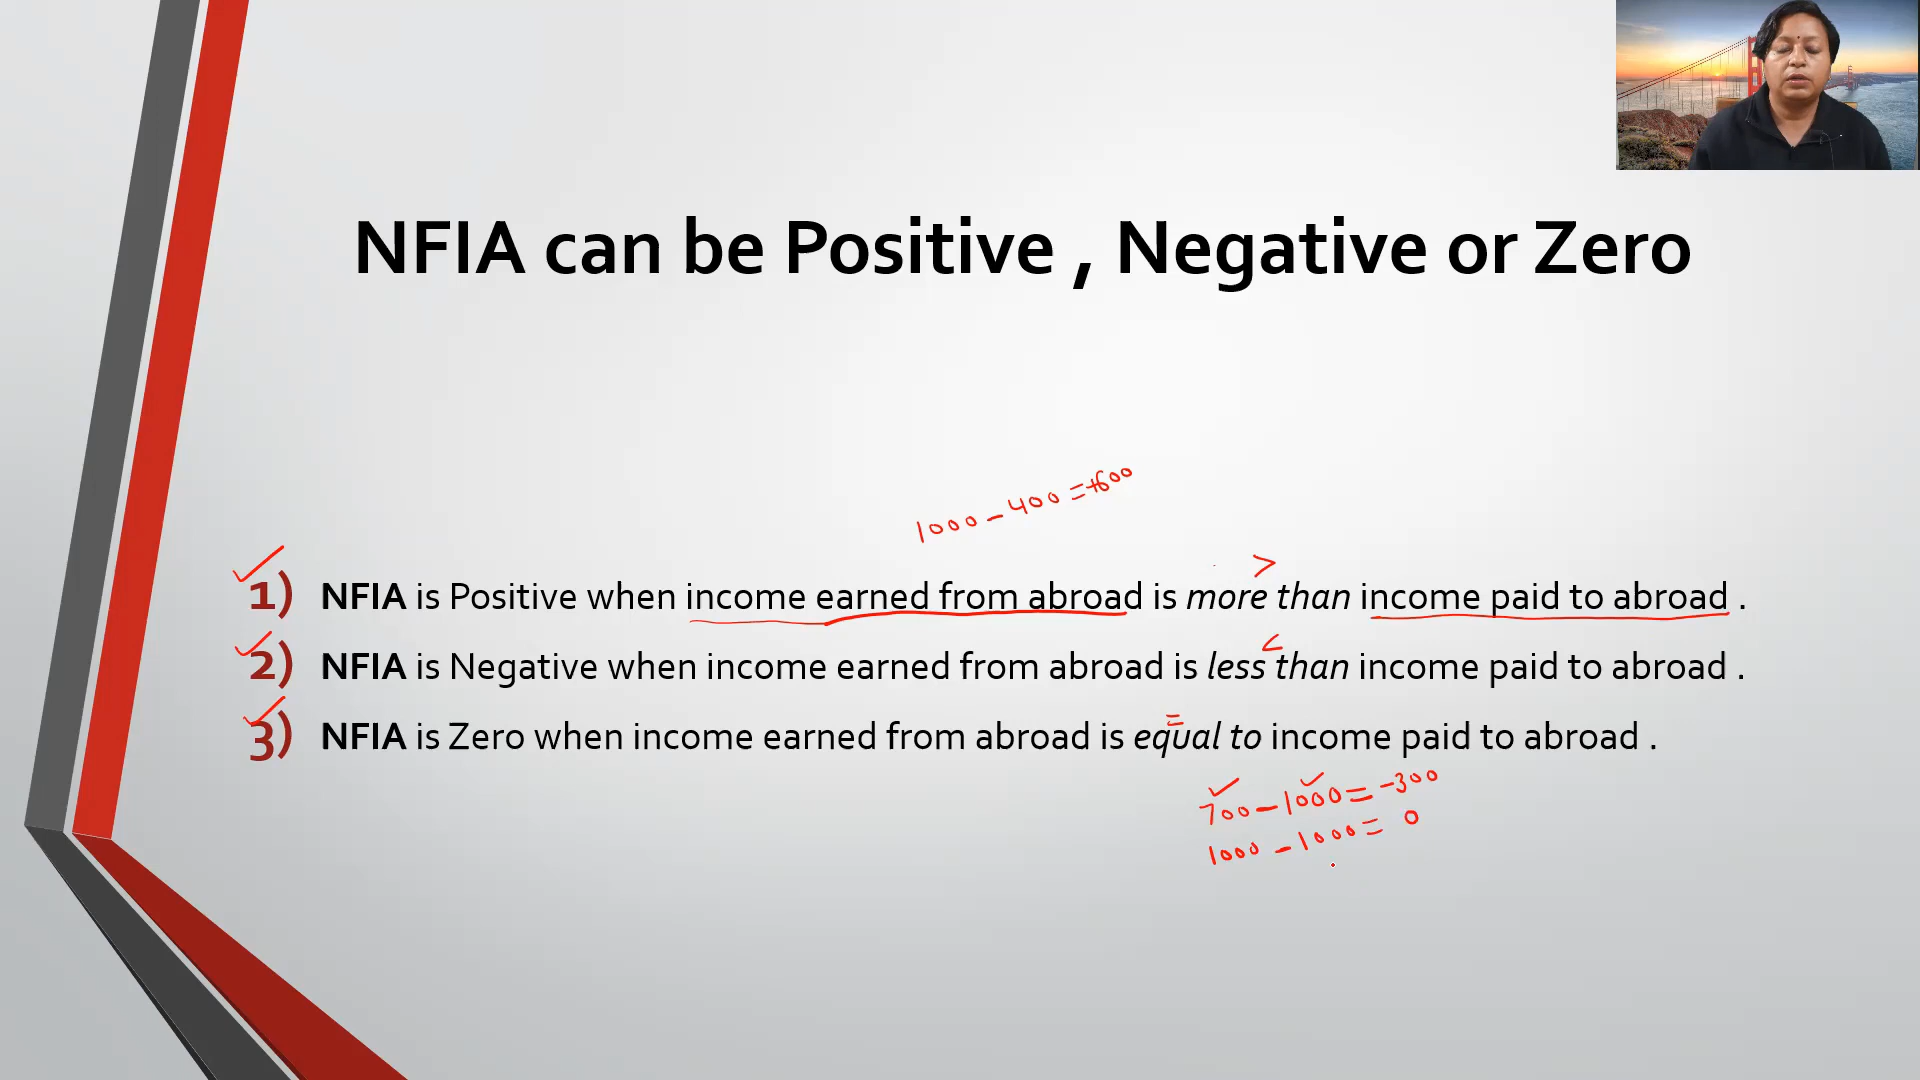 NFIA can be Positive , Negative or Zero
1000 - 400 = +600
>
1) NFIA is Positive when income earned from abroad is more than income paid to abroad .
<
2) NFIA is Negative when income earned from abroad is less than income paid to abroad .
=
3) NFIA is Zero when income earned from abroad is equal to income paid to abroad .
700 - 1000 = -300
1000 - 1000 = 0